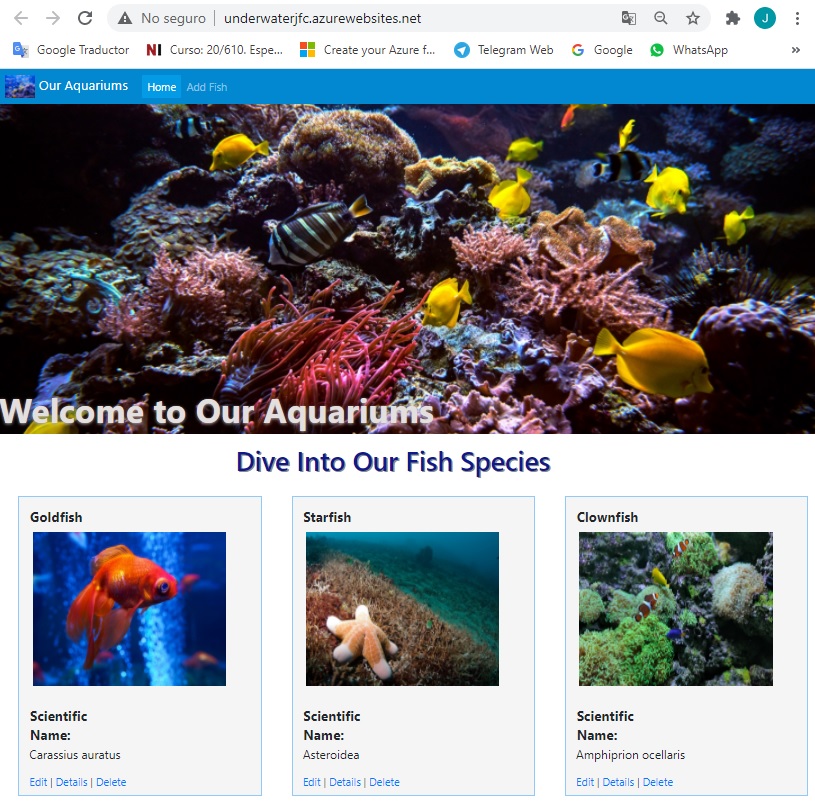 No seguro underwaterjfc.azurewebsites.net J
Google Traductor NI Curso: 20/610. Espe... Create your Azure f... Telegram Web G Google WhatsApp »
Our Aquariums Home Add Fish
Welcome to Our Aquariums
Dive Into Our Fish Species
Goldfish
Scientific
Name:
Carassius auratus
Edit | Details | Delete
Starfish
Scientific
Name:
Asteroidea
Edit | Details | Delete
Clownfish
Scientific
Name:
Amphiprion ocellaris
Edit | Details | Delete